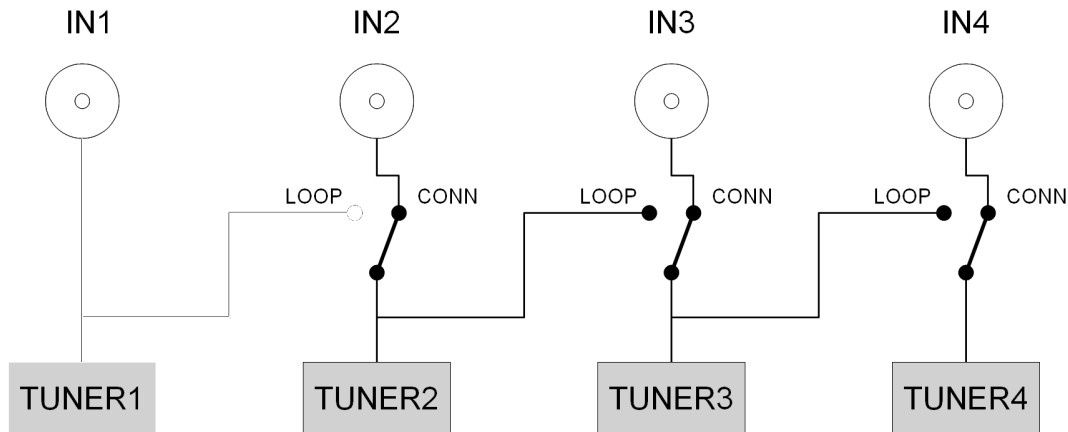 IN1 IN2 IN3 IN4
LOOP CONN LOOP CONN LOOP CONN
TUNER1 TUNER2 TUNER3 TUNER4